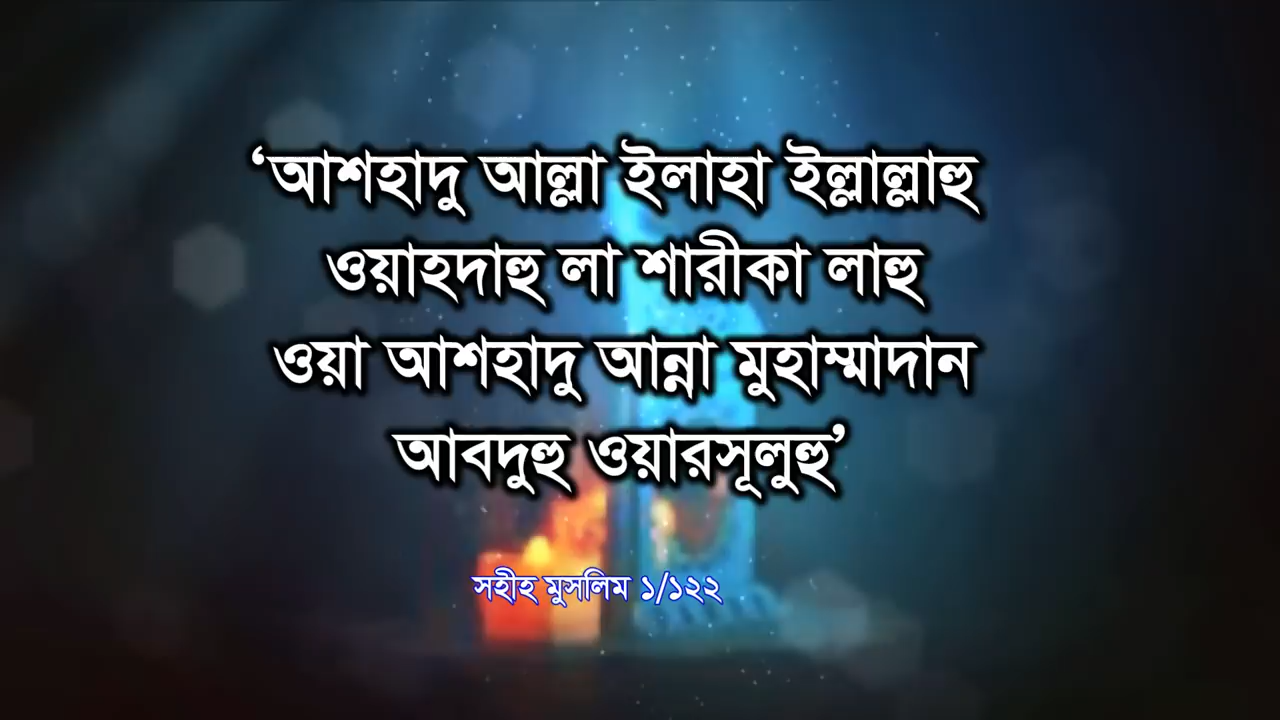 ‘আশহাদু আল্লা ইলাহা ইল্লাল্লাহু
ওয়াহদাহু লা শারীকা লাহু
ওয়া আশহাদু আন্না মুহাম্মাদান
আবদুহু ওয়ারসূলুহু’
সহীহ মুসলিম ১/১২২